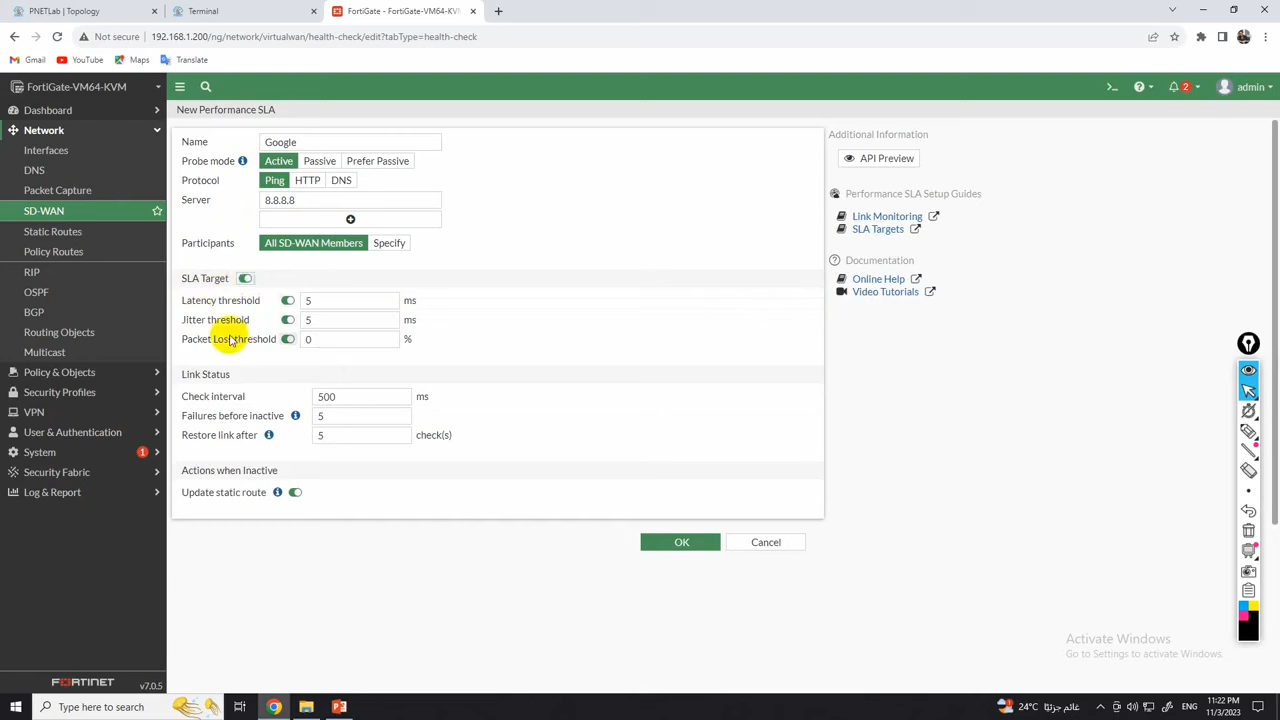 PNETLab | Topology
Terminal
FortiGate - FortiGate-VM64-KV
Not secure
192.168.1.200/ng/network/virtualwan/health-check/edit?tabType=health-check
Gmail
YouTube
Maps
Translate
FortiGate-VM64-KVM
2
admin
Dashboard
Network
Interfaces
DNS
Packet Capture
SD-WAN
Static Routes
Policy Routes
RIP
OSPF
BGP
Routing Objects
Multicast
Policy & Objects
Security Profiles
VPN
User & Authentication
System 1
Security Fabric
Log & Report
FORTINET v7.0.5
New Performance SLA
Name Google
Probe mode Active Passive Prefer Passive
Protocol Ping HTTP DNS
Server 8.8.8.8
Participants All SD-WAN Members Specify
SLA Target
Latency threshold 5 ms
Jitter threshold 5 ms
Packet Loss threshold 0 %
Link Status
Check interval 500 ms
Failures before inactive 5
Restore link after 5 check(s)
Actions when Inactive
Update static route
OK
Cancel
Additional Information
API Preview
Performance SLA Setup Guides
Link Monitoring
SLA Targets
Documentation
Online Help
Video Tutorials
Activate Windows
Go to Settings to activate Windows.
Type here to search
24°C غائم جزئيًا
11:22 PM
11/3/2023